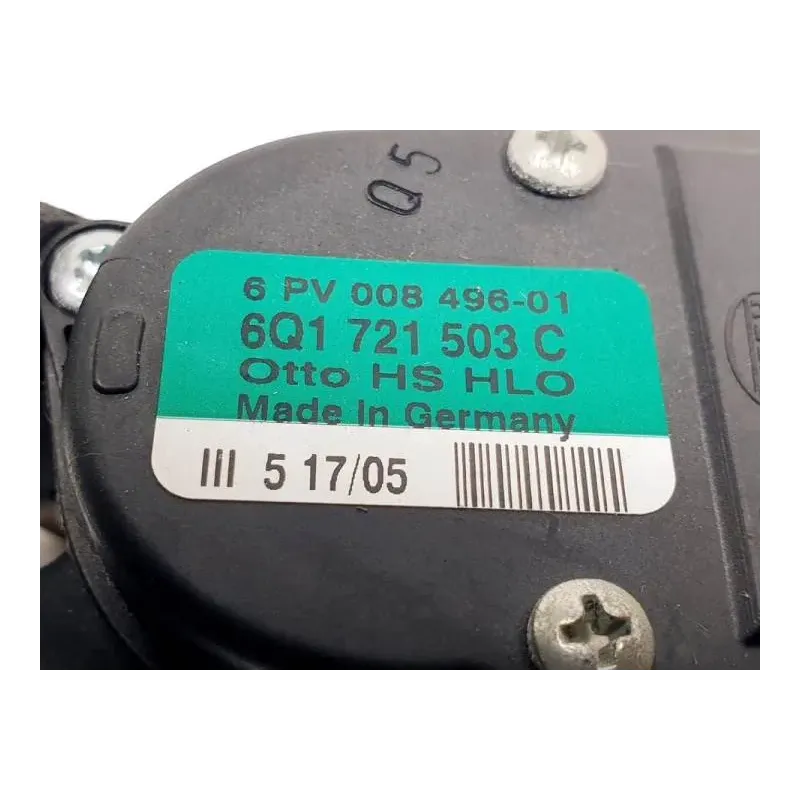 Q5
6 PV 008 496-01
6Q1 721 503 C
Otto HS HLO
Made In Germany
III 5 17/05